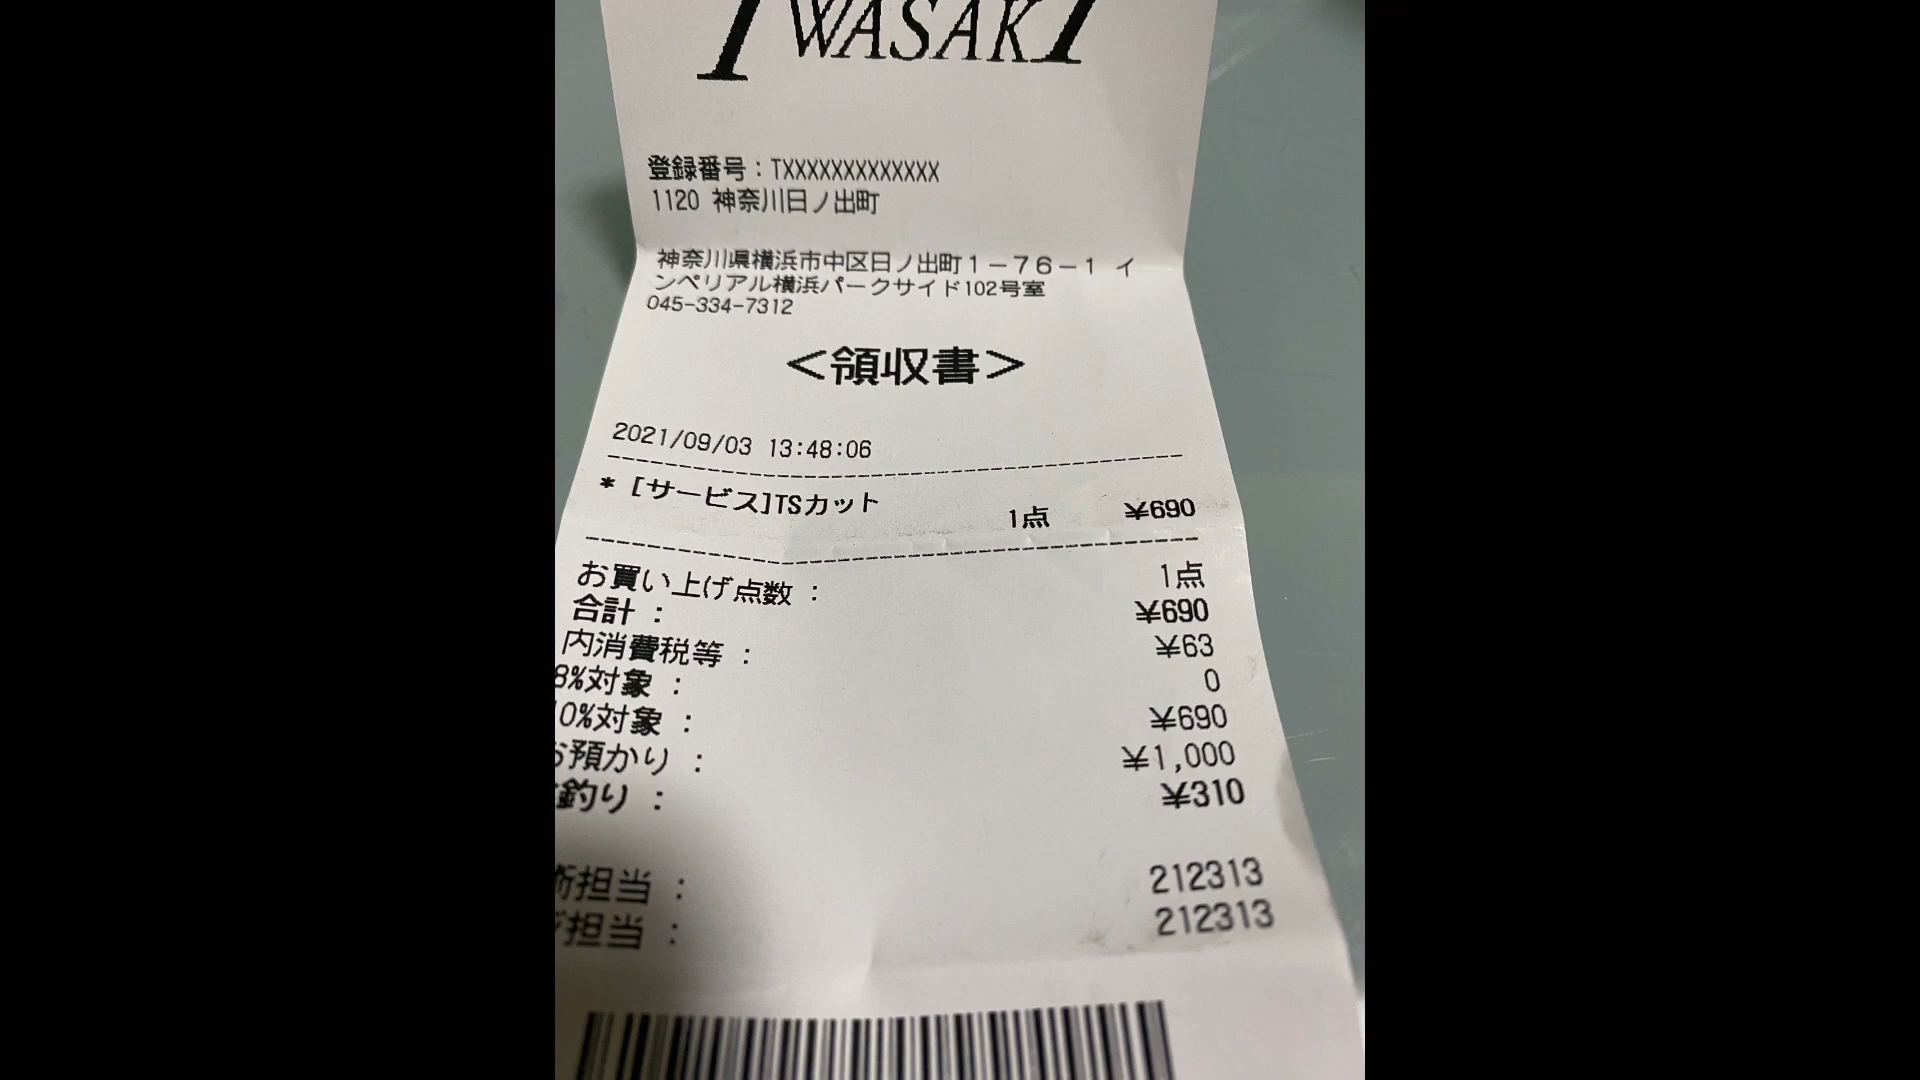 IWASAKI
登録番号：TXXXXXXXXXXXXX
1120 神奈川日ノ出町
神奈川県横浜市中区日ノ出町１－７６－１ イ
ンペリアル横浜パークサイド102号室
045-334-7312
＜領収書＞
2021/09/03 13:48:06
* [サービス]TSカット 1点 ¥690
お買い上げ点数 : 1点
合計 : ¥690
内消費税等 : ¥63
8%対象 : 0
10%対象 : ¥690
お預かり : ¥1,000
お釣り : ¥310
術担当 : 212313
担当 : 212313